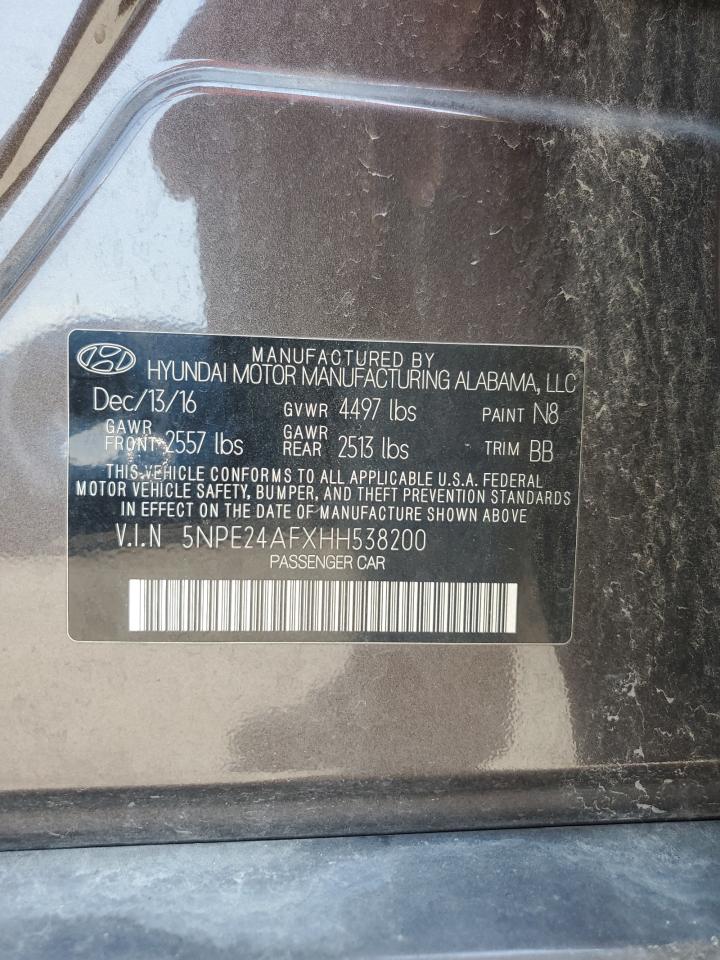 MANUFACTURED BY
HYUNDAI MOTOR MANUFACTURING ALABAMA, LLC
Dec/13/16 GVWR 4497 lbs PAINT N8
GAWR FRONT 2557 lbs GAWR REAR 2513 lbs TRIM BB
THIS VEHICLE CONFORMS TO ALL APPLICABLE U.S.A. FEDERAL
MOTOR VEHICLE SAFETY, BUMPER, AND THEFT PREVENTION STANDARDS
IN EFFECT ON THE DATE OF MANUFACTURE SHOWN ABOVE
V.I.N 5NPE24AFXHH538200
PASSENGER CAR